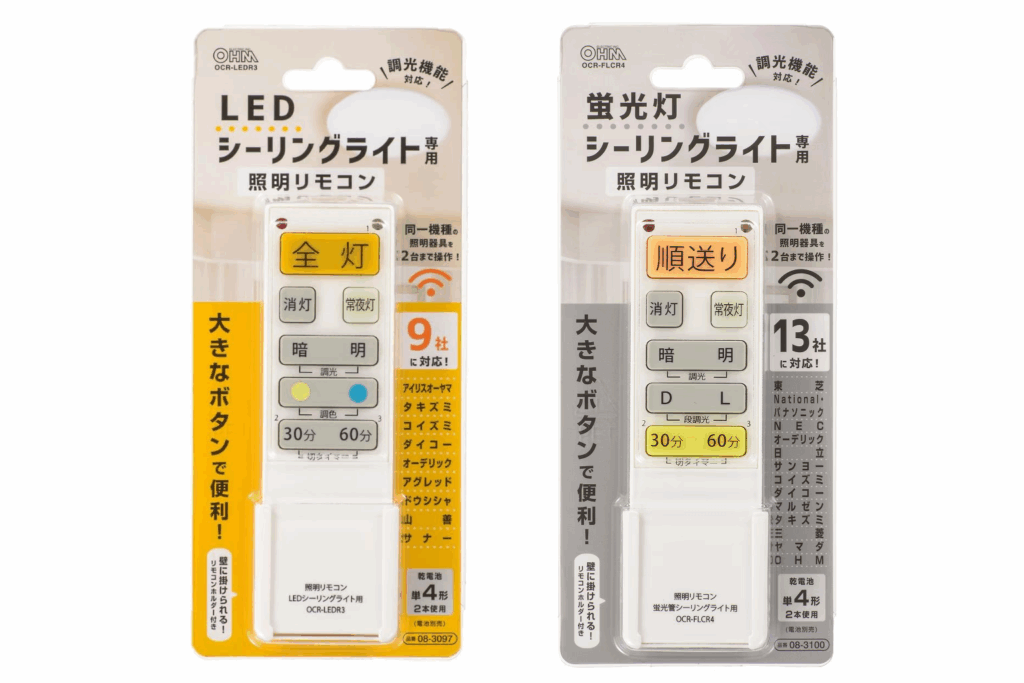 OHM
OCR-LEDR3
調光機能
対応！
LED
シーリングライト専用
照明リモコン
同一機種の
照明器具を
2台まで操作！
1
全 灯
消灯
常夜灯
暗 明
調光
調色
2 3
30分 60分
切タイマー
大きなボタンで便利！
壁に掛けられる！
リモコンホルダー付き
9社
に対応！
アイリスオーヤマ
タキズミ
コイズミ
ダイコー
オーデリック
アグレッド
ドウシシャ
山善
サナー
照明リモコン
LEDシーリングライト用
OCR-LEDR3
乾電池
単4形
2本使用
(電池別売)
品番 08-3097
OHM
OCR-FLCR4
調光機能
対応！
蛍光灯
シーリングライト専用
照明リモコン
同一機種の
照明器具を
2台まで操作！
1
順送り
消灯
常夜灯
暗 明
調光
D L
段調光
2 3
30分 60分
切タイマー
大きなボタンで便利！
壁に掛けられる！
リモコンホルダー付き
13社
に対応！
東芝
National・
パナソニック
NEC
オーデリック
日立
サンヨー
コイズミ
ダイコー
マルゼン
タキズミ
三菱
ヤマダ
OHM
照明リモコン
蛍光管シーリングライト用
OCR-FLCR4
乾電池
単4形
2本使用
(電池別売)
品番 08-3100